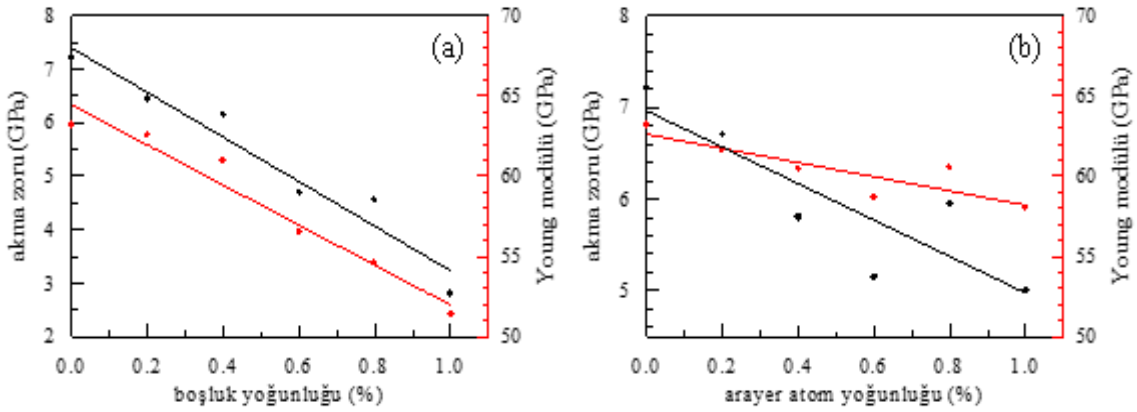 (a)
akma zoru (GPa)
8
7
6
5
4
3
2
70
65
60
55
50
Young modülü (GPa)
0.0 0.2 0.4 0.6 0.8 1.0
boşluk yoğunluğu (%)
(b)
akma zoru (GPa)
8
7
6
5
70
65
60
55
50
Young modülü (GPa)
0.0 0.2 0.4 0.6 0.8 1.0
arayer atom yoğunluğu (%)